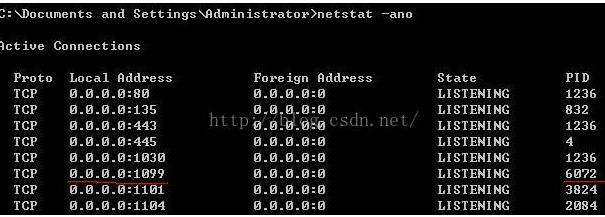 C:\Documents and Settings\Administrator>netstat -ano
Active Connections
Proto Local Address Foreign Address State PID
TCP 0.0.0.0:80 0.0.0.0:0 LISTENING 1236
TCP 0.0.0.0:135 0.0.0.0:0 LISTENING 832
TCP 0.0.0.0:443 0.0.0.0:0 LISTENING 1236
http://blog.csdn.net/
TCP 0.0.0.0:445 0.0.0.0:0 LISTENING 4
TCP 0.0.0.0:1030 0.0.0.0:0 LISTENING 1236
TCP 0.0.0.0:1099 0.0.0.0:0 LISTENING 6072
TCP 0.0.0.0:1101 0.0.0.0:0 LISTENING 3824
TCP 0.0.0.0:1104 0.0.0.0:0 LISTENING 2084